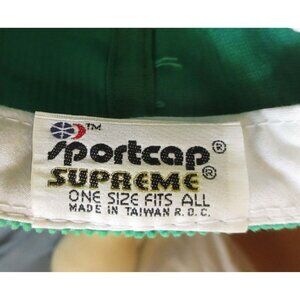 TM
sportcap®
SUPREME®
ONE SIZE FITS ALL
MADE IN TAIWAN R.O.C.